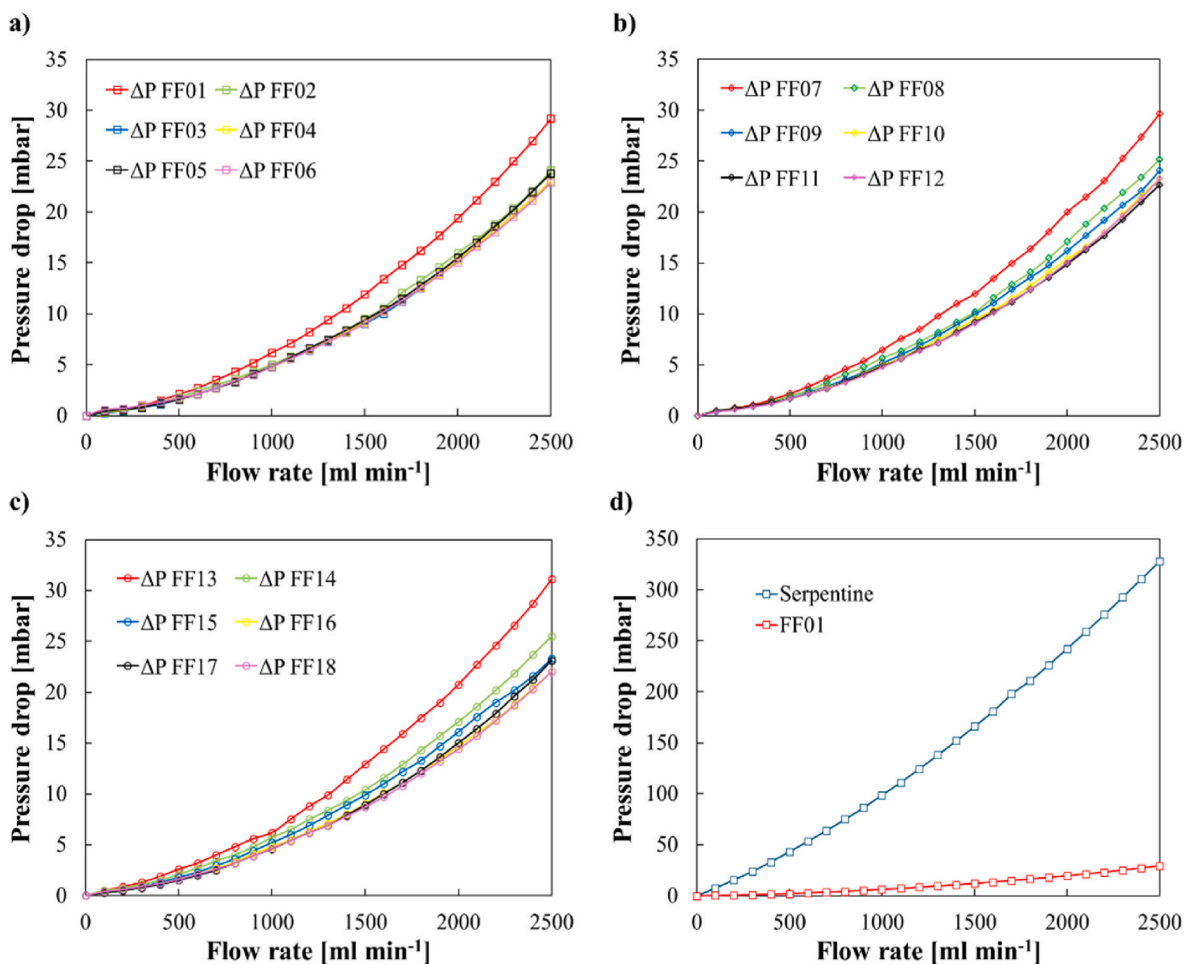 a)
35
30
25
20
15
10
5
0
Pressure drop [mbar]
ΔP FF01 ΔP FF02
ΔP FF03 ΔP FF04
ΔP FF05 ΔP FF06
0 500 1000 1500 2000 2500
Flow rate [ml min⁻¹]
b)
35
30
25
20
15
10
5
0
Pressure drop [mbar]
ΔP FF07 ΔP FF08
ΔP FF09 ΔP FF10
ΔP FF11 ΔP FF12
0 500 1000 1500 2000 2500
Flow rate [ml min⁻¹]
c)
35
30
25
20
15
10
5
0
Pressure drop [mbar]
ΔP FF13 ΔP FF14
ΔP FF15 ΔP FF16
ΔP FF17 ΔP FF18
0 500 1000 1500 2000 2500
Flow rate [ml min⁻¹]
d)
350
300
250
200
150
100
50
0
Pressure drop [mbar]
Serpentine
FF01
0 500 1000 1500 2000 2500
Flow rate [ml min⁻¹]